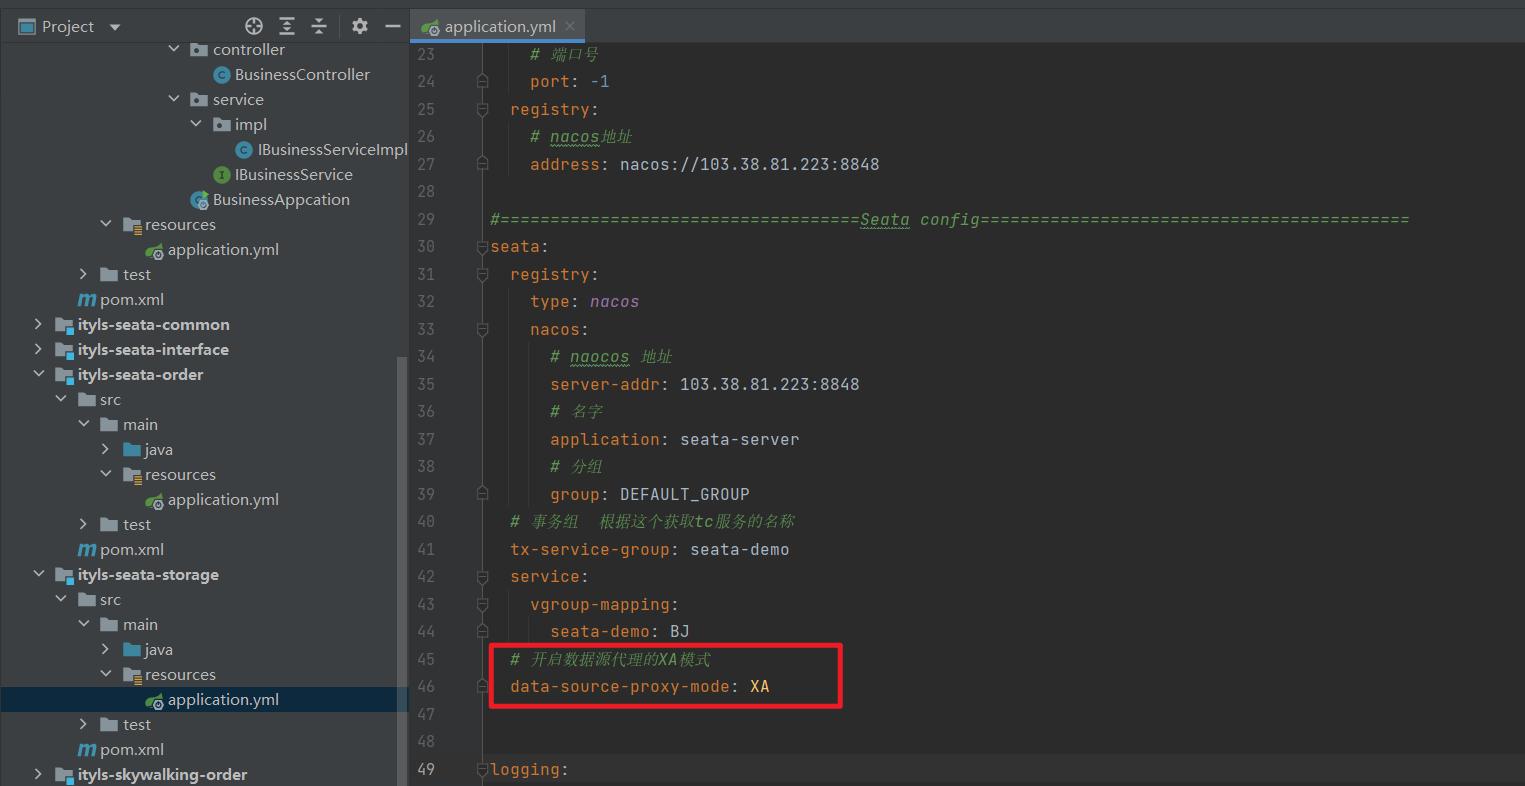 Project
controller
BusinessController
service
impl
IBusinessServiceImpl
IBusinessService
BusinessAppcation
resources
application.yml
test
pom.xml
ityls-seata-common
ityls-seata-interface
ityls-seata-order
src
main
java
resources
application.yml
test
pom.xml
ityls-seata-storage
src
main
java
resources
application.yml
test
pom.xml
ityls-skywalking-order
application.yml
23 # 端口号
24 port: -1
25 registry:
26 # nacos地址
27 address: nacos://103.38.81.223:8848
28
29 #====================================Seata config===========================================
30 seata:
31 registry:
32 type: nacos
33 nacos:
34 # naocos 地址
35 server-addr: 103.38.81.223:8848
36 # 名字
37 application: seata-server
38 # 分组
39 group: DEFAULT_GROUP
40 # 事务组  根据这个获取tc服务的名称
41 tx-service-group: seata-demo
42 service:
43 vgroup-mapping:
44 seata-demo: BJ
45 # 开启数据源代理的XA模式
46 data-source-proxy-mode: XA
47
48
49 logging: